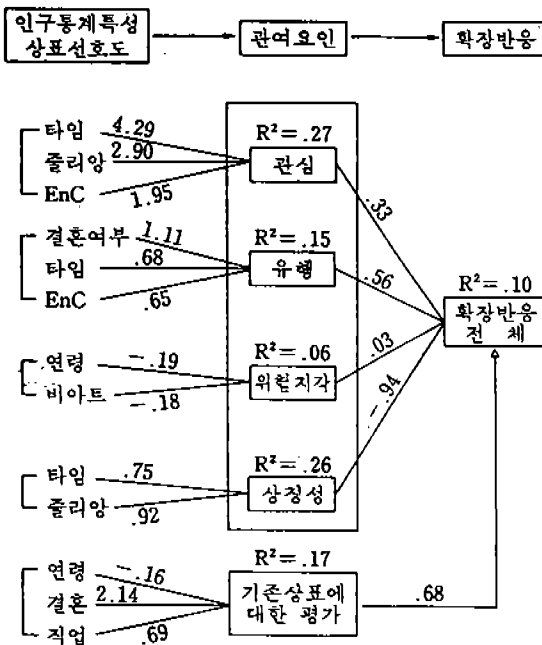 인구통계특성
상표선호도
관여요인
확장반응
타임 4.29
줄리앙 2.90
EnC 1.95
R² = .27
관심
.33
결혼여부 1.11
타임 .68
EnC .65
R² = .15
유행
.56
R² = .10
확장반응
전 체
연령 -.19
비아트 -.18
R² = .06
위험지각
.03
타임 .75
줄리앙 .92
R² = .26
상징성
-.94
연령 -.16
결혼 2.14
직업 .69
R² = .17
기존상표에
대한 평가
.68